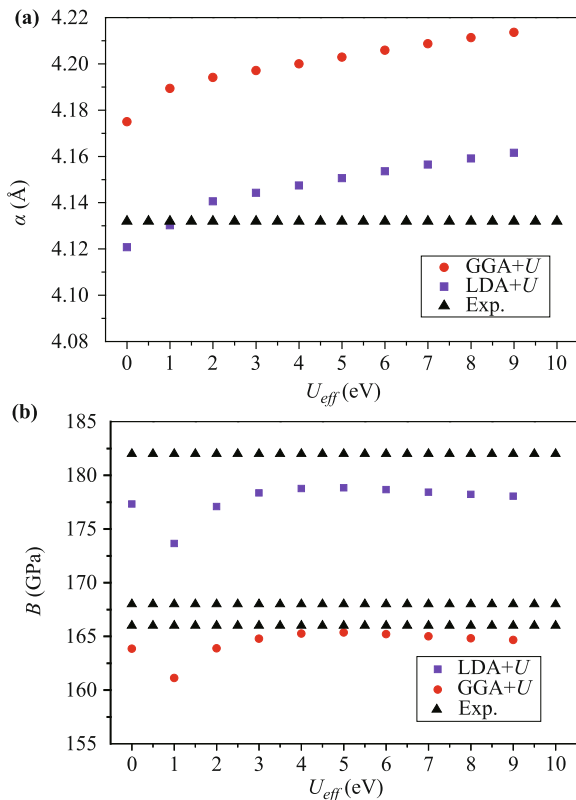 (a)
4.22
4.20
4.18
4.16
4.13
4.12
4.10
4.08
α (Å)
GGA+U
LDA+U
Exp.
0 1 2 3 4 5 6 7 8 9 10
U_eff (eV)
(b)
185
180
175
170
165
160
155
B (GPa)
LDA+U
GGA+U
Exp.
0 1 2 3 4 5 6 7 8 9 10
U_eff (eV)